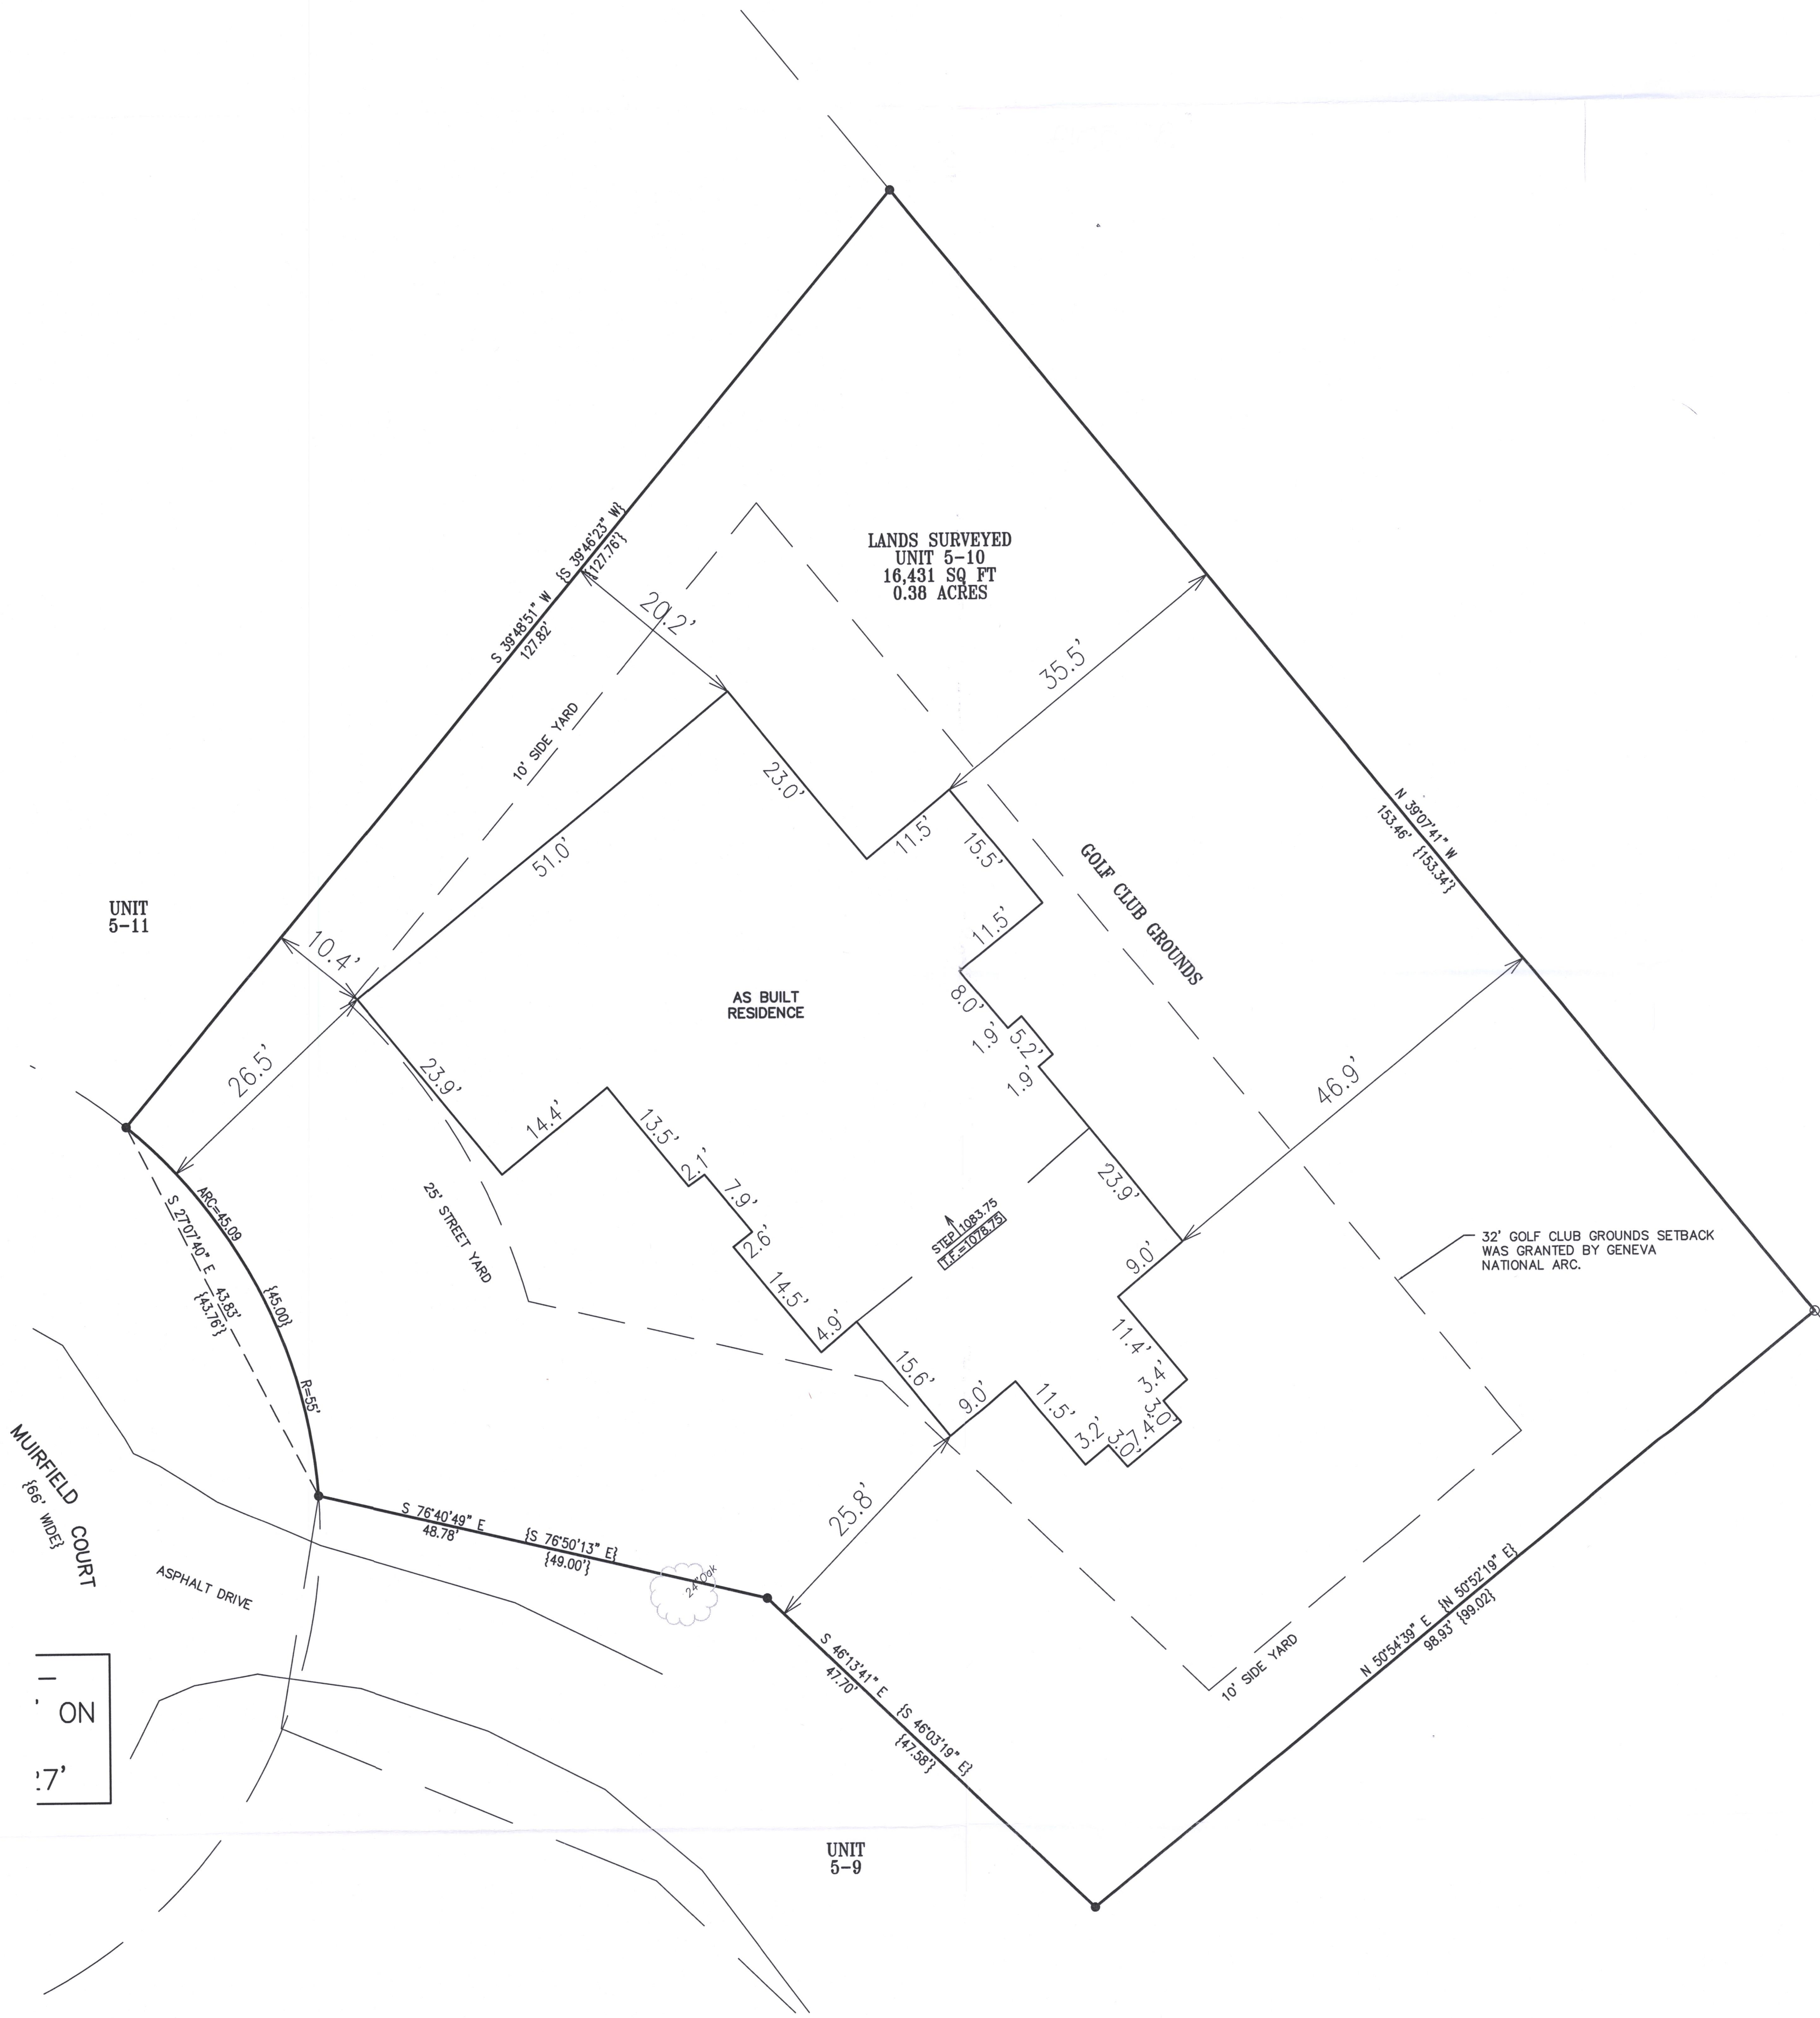 LANDS SURVEYED
UNIT 5-10
16,431 SQ FT
0.38 ACRES
S 39°48'51" W {S 39°46'23" W}
127.82' {127.76'}
20.2'
35.5'
10' SIDE YARD
23.0'
11.5'
15.5'
51.0'
N 39°07'41" W
153.46' {153.34'}
GOLF CLUB GROUNDS
UNIT
5-11
10.4'
11.5'
AS BUILT
RESIDENCE
8.0'
1.9'
5.2'
1.9'
26.5'
23.9'
46.9'
14.4'
13.5'
2.1'
7.9'
2.6'
23.9'
25' STREET YARD
STEP 1083.75
T.F.=1078.75
9.0'
32' GOLF CLUB GROUNDS SETBACK
WAS GRANTED BY GENEVA
NATIONAL ARC.
ARC=45.09
{45.00}
R=55'
S 27°07'40" E 43.83'
{43.76'}
14.5'
4.9'
15.6'
9.0'
11.5'
3.2'
3.0'
7.4'
3.0'
3.4'
11.4'
MUIRFIELD COURT
{66' WIDE}
S 76°40'49" E {S 76°50'13" E}
48.78' {49.00'}
24"Oak
25.8'
ASPHALT DRIVE
S 46°13'41" E {S 46°03'19" E}
47.70' {47.58'}
N 50°54'39" E {N 50°52'19" E}
98.93' {99.02}
10' SIDE YARD
ON
7'
UNIT
5-9